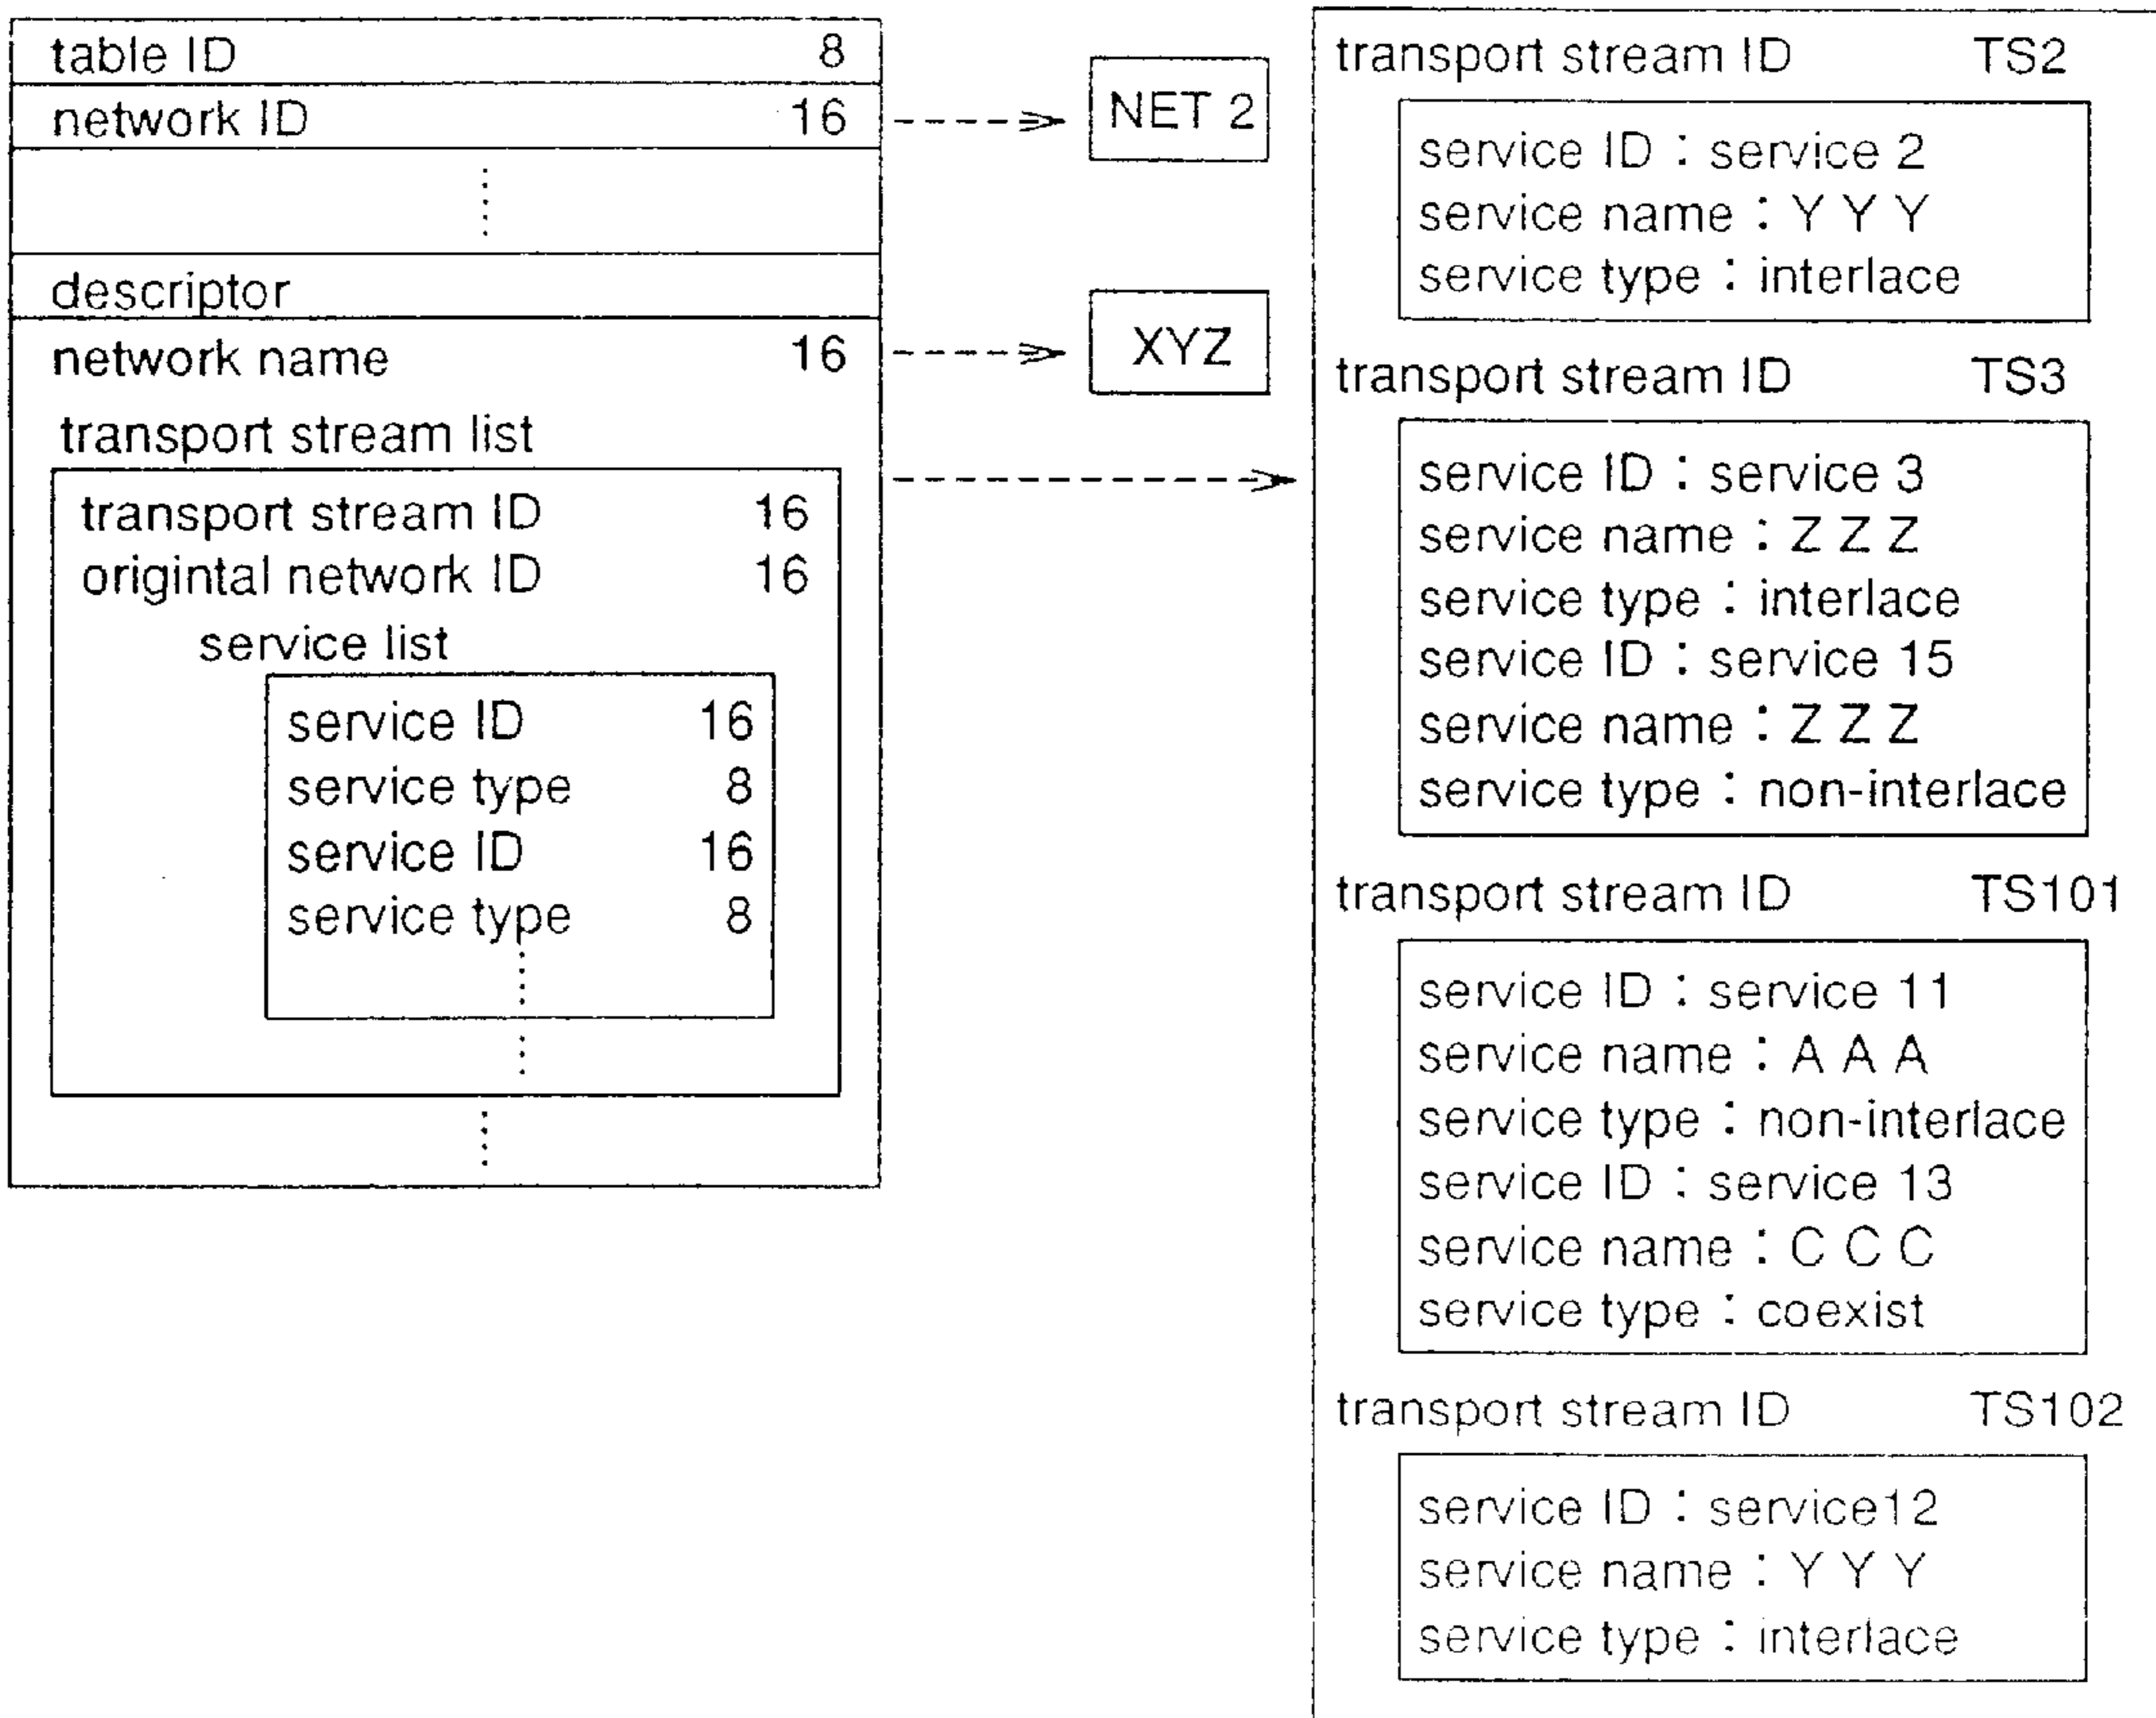 table ID 8
network ID 16
descriptor
network name 16
transport stream list
transport stream ID 16
origintal network ID 16
service list
service ID 16
service type 8
service ID 16
service type 8
NET 2
XYZ
transport stream ID TS2
service ID : service 2
service name : Y Y Y
service type : interlace
transport stream ID TS3
service ID : service 3
service name : Z Z Z
service type : interlace
service ID : service 15
service name : Z Z Z
service type : non-interlace
transport stream ID TS101
service ID : service 11
service name : A A A
service type : non-interlace
service ID : service 13
service name : C C C
service type : coexist
transport stream ID TS102
service ID : service12
service name : Y Y Y
service type : interlace